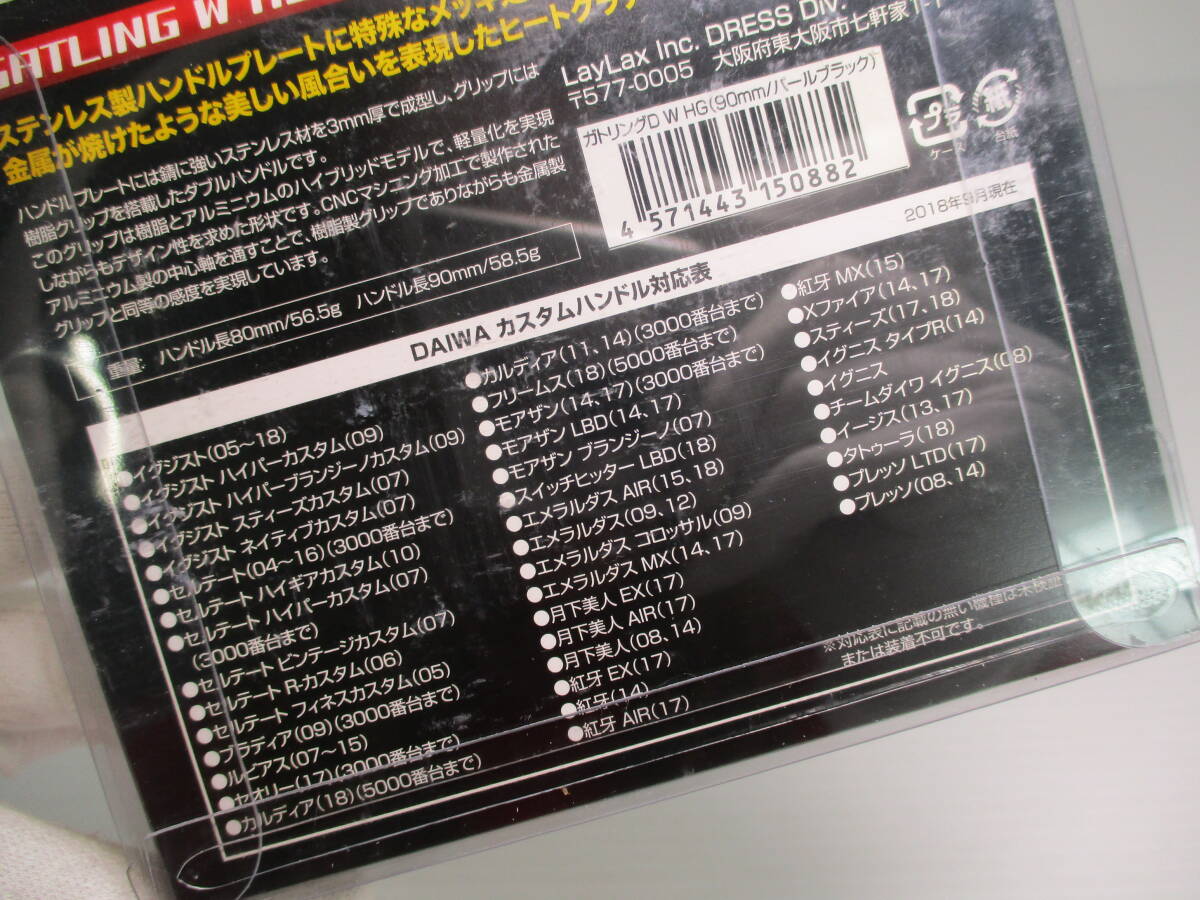 GATLING W
ステンレス製ハンドルプレートに特殊なメッキ
金属が焼けたような美しい風合いを表現したヒートグラ
ハンドルプレートには錆に強いステンレス材を3mm厚で成型し、グリップには
樹脂グリップを搭載したダブルハンドルです。
このグリップは樹脂とアルミニウムのハイブリッドモデルで、軽量化を実現
しながらもデザイン性を求めた形状です。CNCマシニング加工で製作された
アルミニウム製の中心軸を通すことで、樹脂製グリップでありながらも金属製
グリップと同等の感度を実現しています。
重量: ハンドル長80mm/56.5g ハンドル長90mm/58.5g
LayLax Inc. DRESS DIV.
〒577-0005 大阪府東大阪市七軒家
ガトリングD W HG(90mm/パールブラック)
4 571443 150882
プラ
ケース
紙
台紙
2018年9月現在
DAIWA カスタムハンドル対応表
●イグジスト(05~18)
●イグジスト ハイパーカスタム(09)
●イグジスト ハイパーブランジーノカスタム(09)
●イグジスト スティーズカスタム(07)
●イグジスト ネイティブカスタム(07)
●セルテート(04~16)(3000番台まで)
●セルテート ハイギアカスタム(10)
●セルテート ハイパーカスタム(07)
(3000番台まで)
●セルテート ビンテージカスタム(07)
●セルテート R-カスタム(06)
●セルテート フィネスカスタム(05)
●ブラディア(09)(3000番台まで)
●ルビアス(07~15)
●セオリー(17)(3000番台まで)
●カルディア(18)(5000番台まで)
●カルディア(11、14)(3000番台まで)
●フリームス(18)(5000番台まで)
●モアザン(14、17)(3000番台まで)
●モアザン LBD(14、17)
●モアザン ブランジーノ(07)
●スイッチヒッター LBD(18)
●エメラルダス AIR(15、18)
●エメラルダス(09、12)
●エメラルダス コロッサル(09)
●エメラルダス MX(14、17)
●月下美人 EX(17)
●月下美人 AIR(17)
●月下美人(08、14)
●紅牙 EX(17)
●紅牙(14)
●紅牙 AIR(17)
●紅牙 MX(15)
●Xファイア(14、17)
●スティーズ(17、18)
●イグニス タイプR(14)
●イグニス
●チームダイワ イグニス(08)
●イージス(13、17)
●タトゥーラ(18)
●プレッソ LTD(17)
●プレッソ(08、14)
※対応表に記載の無い機種は未検証
または装着不可です。